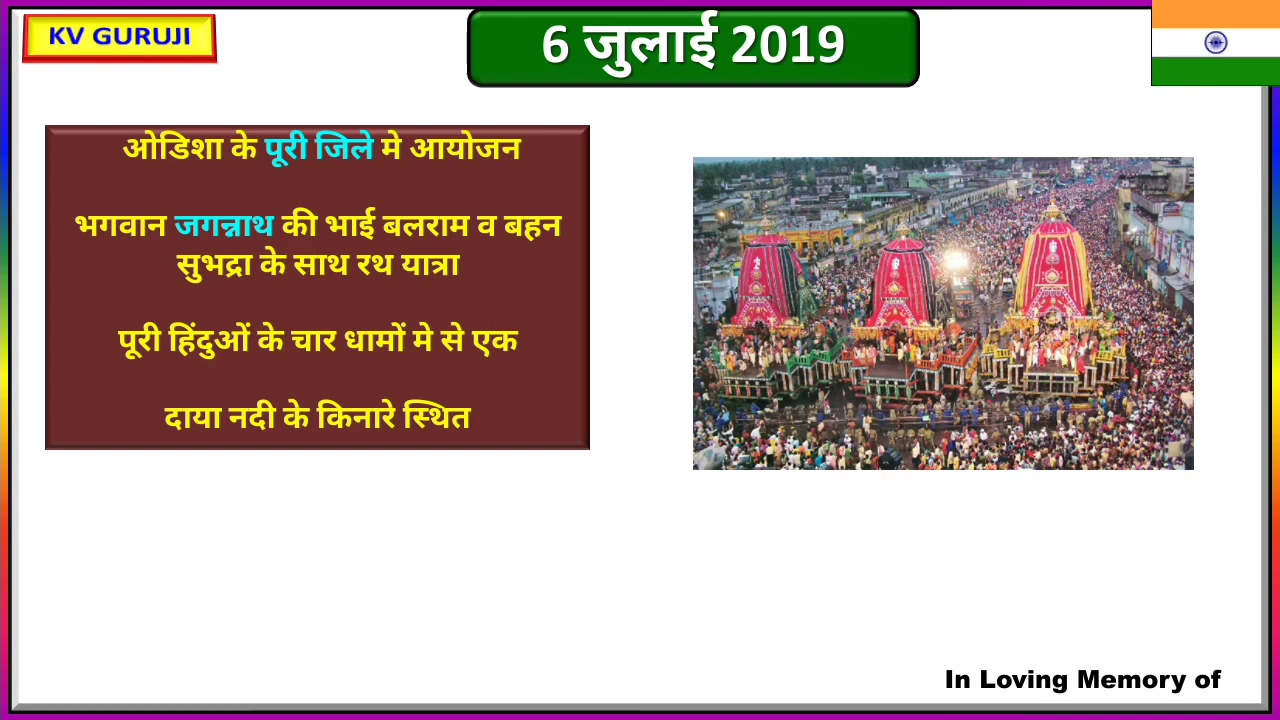 KV GURUJI
6 जुलाई 2019
ओडिशा के पूरी जिले मे आयोजन
भगवान जगन्नाथ की भाई बलराम व बहन
सुभद्रा के साथ रथ यात्रा
पूरी हिंदुओं के चार धामों मे से एक
दाया नदी के किनारे स्थित
In Loving Memory of